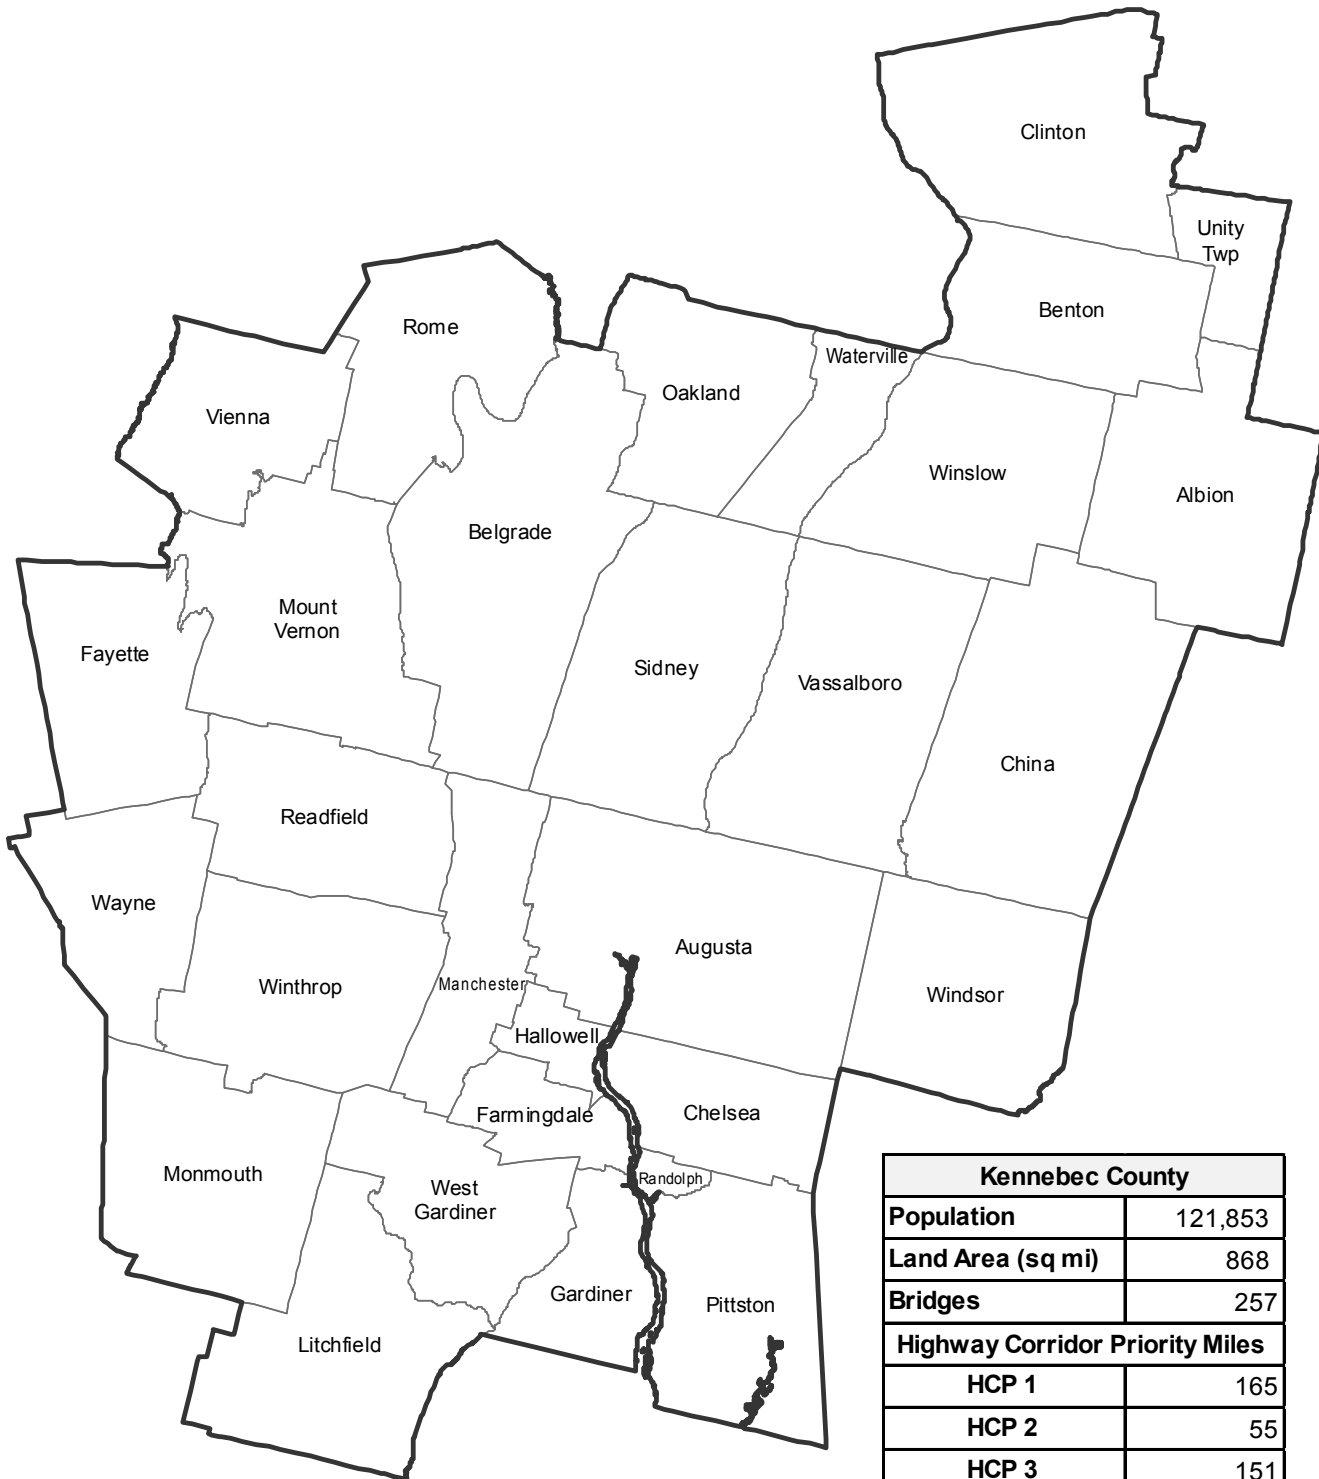 Clinton
Unity
Twp
Benton
Rome
Waterville
Oakland
Vienna
Winslow
Albion
Belgrade
Mount
Vernon
Fayette
Sidney
Vassalboro
China
Readfield
Wayne
Augusta
Winthrop
Manchester
Windsor
Hallowell
Farmingdale
Chelsea
Monmouth
West
Gardiner
Randolph
Gardiner
Pittston
Litchfield
Kennebec County
Population 121,853
Land Area (sq mi) 868
Bridges 257
Highway Corridor Priority Miles
HCP 1 165
HCP 2 55
HCP 3 151